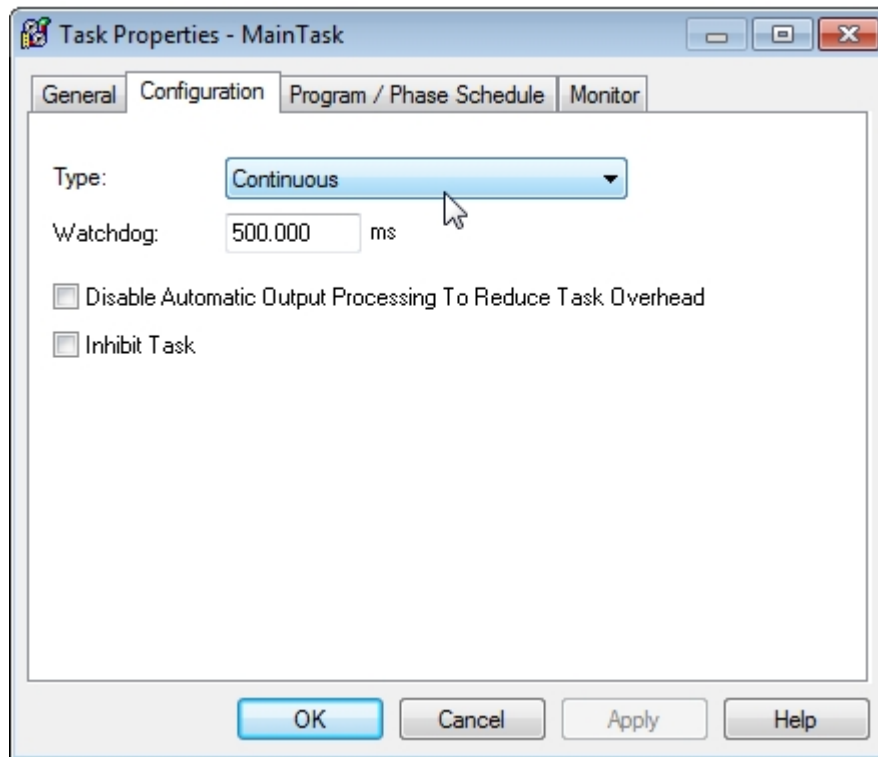 Task Properties - MainTask
General Configuration Program / Phase Schedule Monitor
Type: Continuous
Watchdog: 500.000 ms
Disable Automatic Output Processing To Reduce Task Overhead
Inhibit Task
OK Cancel Apply Help